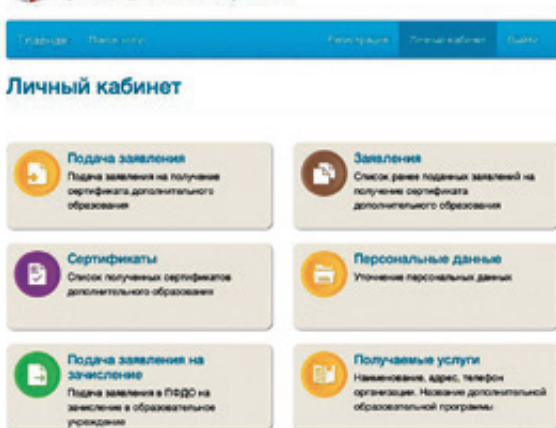 Главная
Регистрация Личный кабинет Выйти
Личный кабинет
Подача заявления
Подача заявления на получение
сертификата дополнительного
образования
Заявления
Список ранее поданных заявлений на
получение сертификата
дополнительного образования
Сертификаты
Список полученных сертификатов
дополнительного образования
Персональные данные
Уточнение персональных данных
Подача заявления на
зачисление
Подача заявления в ПФДО на
зачисление в образовательное
учреждение
Получаемые услуги
Наименование, адрес, телефон
организации. Название дополнительной
образовательной программы